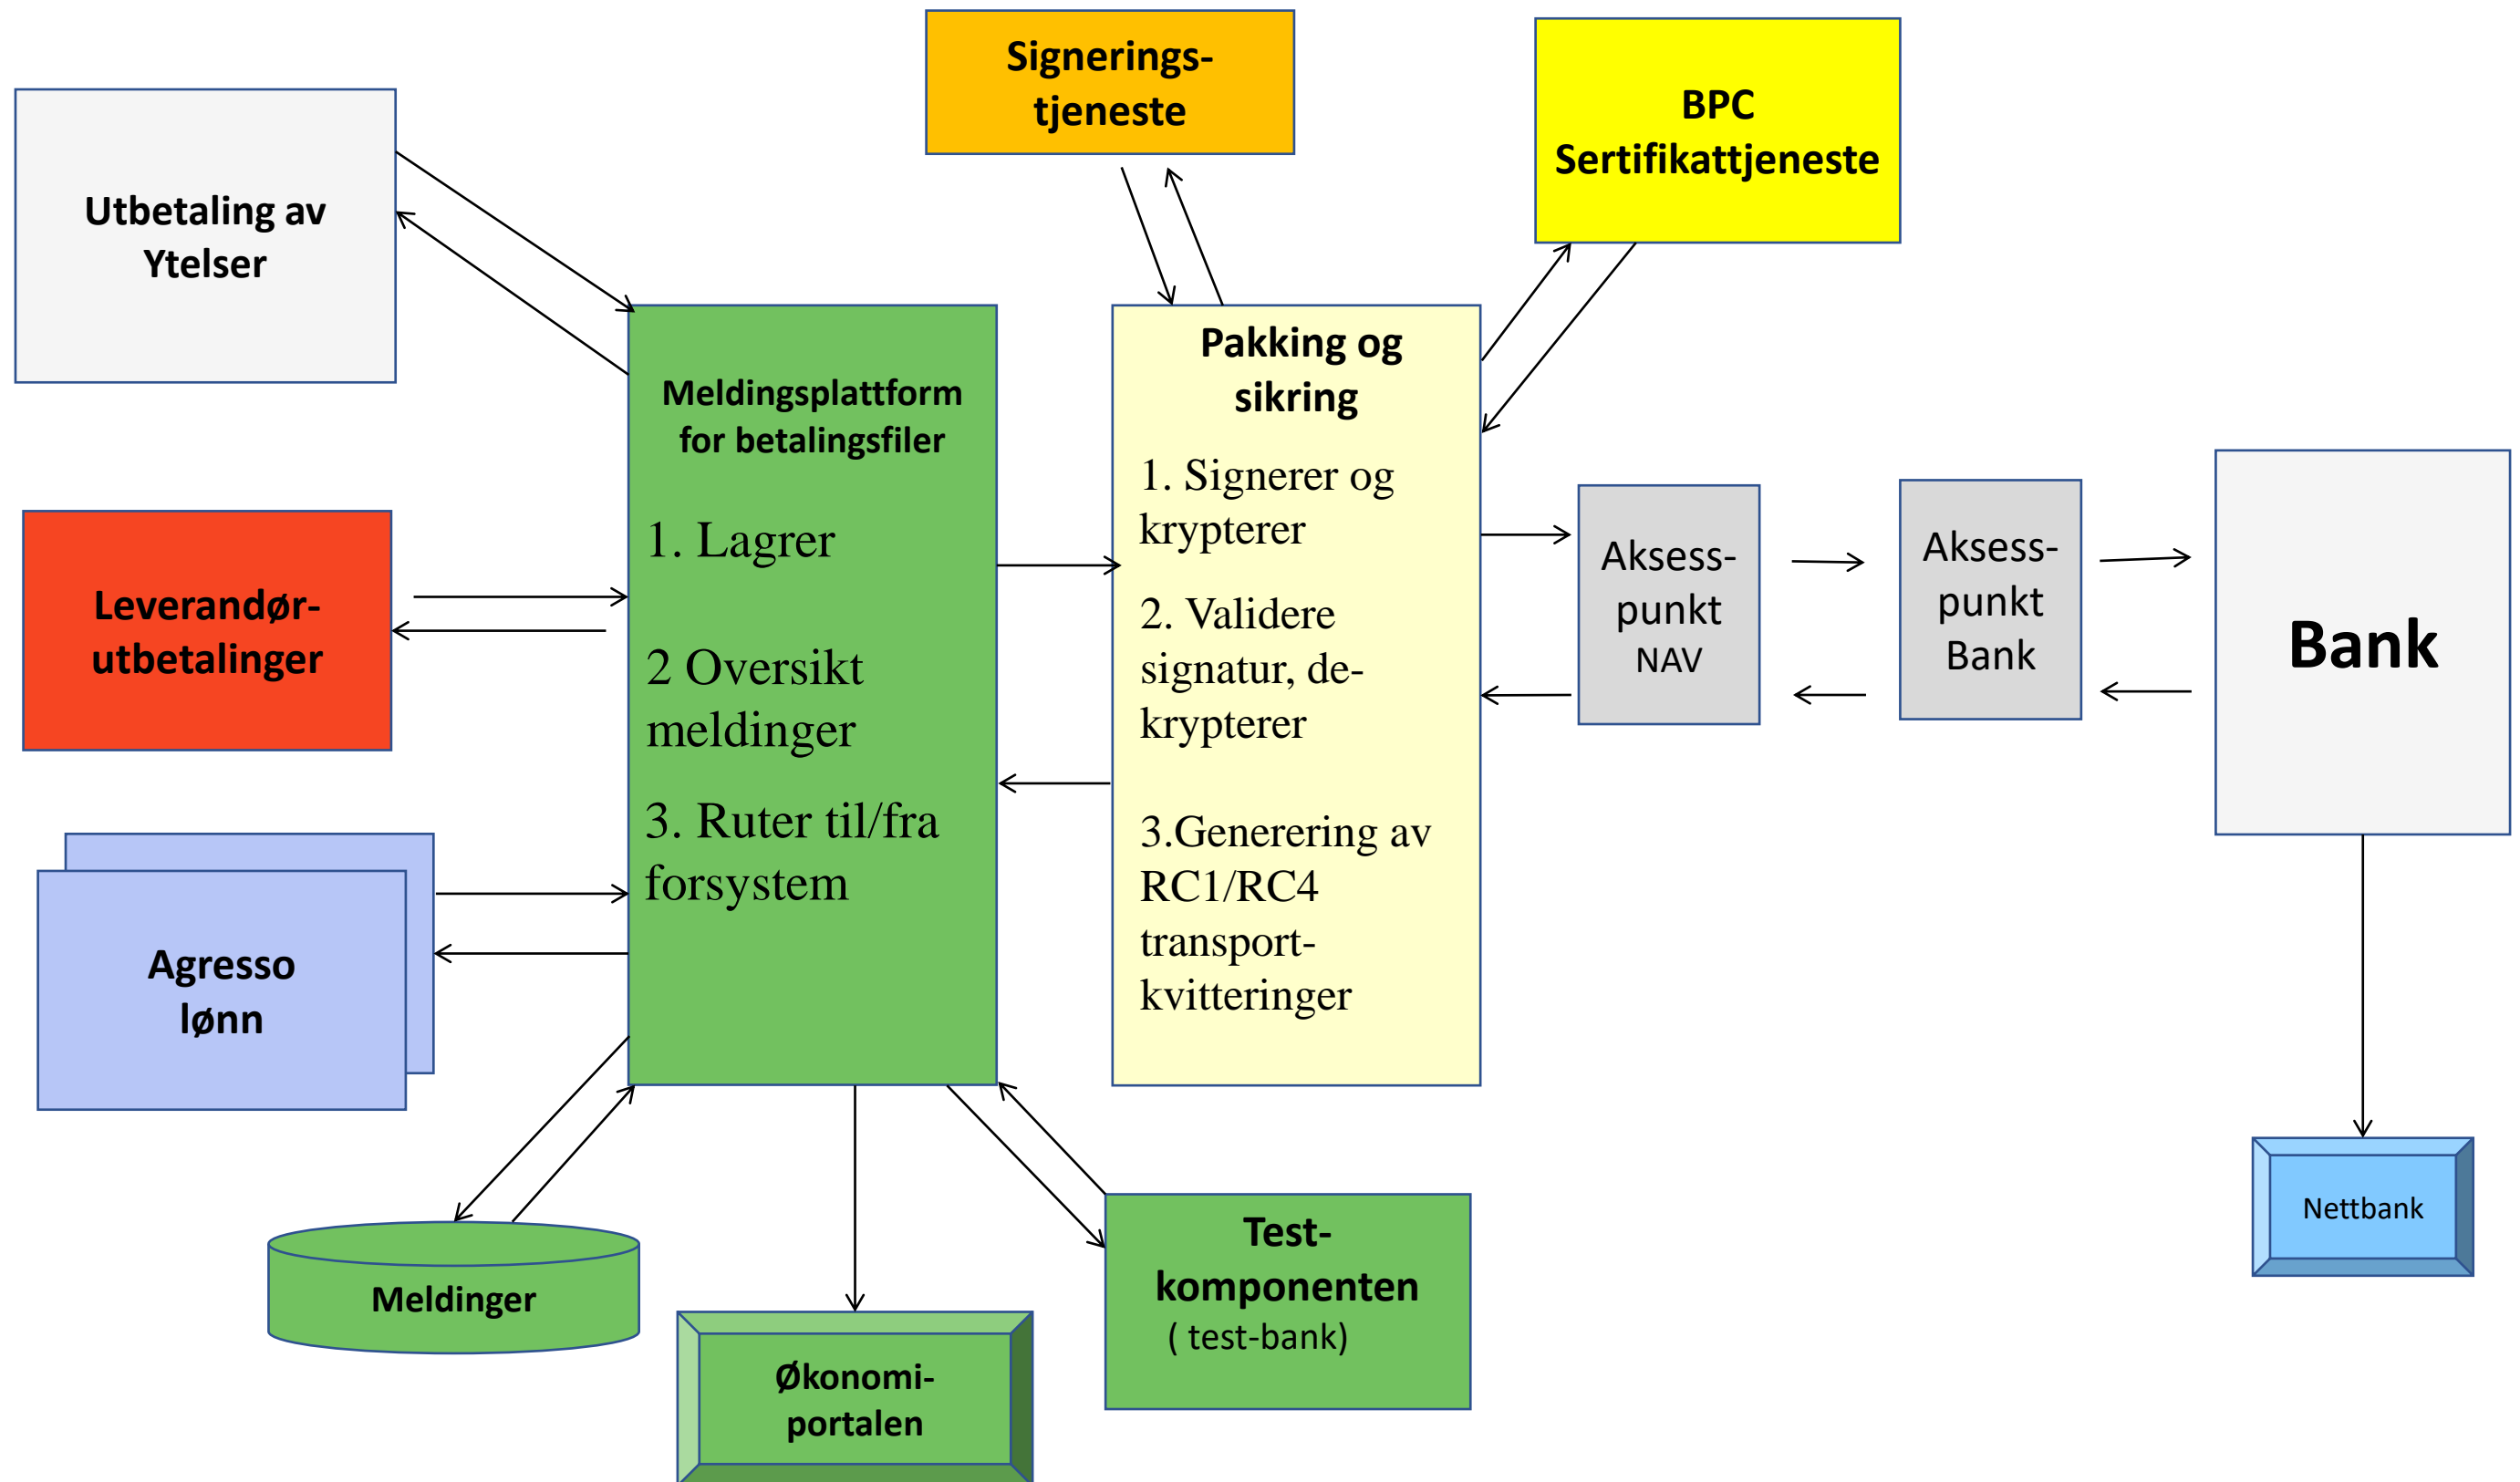 Signerings-
tjeneste
BPC
Sertifikattjeneste
Utbetaling av
Ytelser
Meldingsplattform
for betalingsfiler
1. Lagrer
2 Oversikt
meldinger
3. Ruter til/fra
forsystem
Pakking og
sikring
1. Signerer og
krypterer
2. Validere
signatur, de-
krypterer
3.Generering av
RC1/RC4
transport-
kvitteringer
Aksess-
punkt
NAV
Aksess-
punkt
Bank
Bank
Leverandør-
utbetalinger
Agresso
lønn
Meldinger
Økonomi-
portalen
Test-
komponenten
( test-bank)
Nettbank